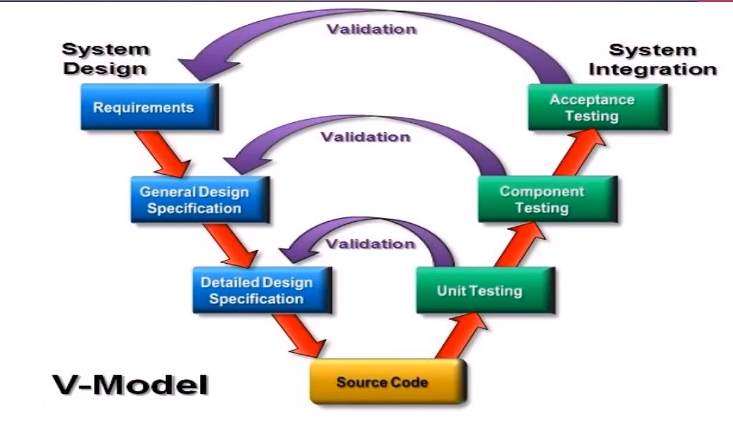 Validation
System
Design
System
Integration
Requirements
Acceptance
Testing
Validation
General Design
Specification
Component
Testing
Validation
Detailed Design
Specification
Unit Testing
V-Model
Source Code